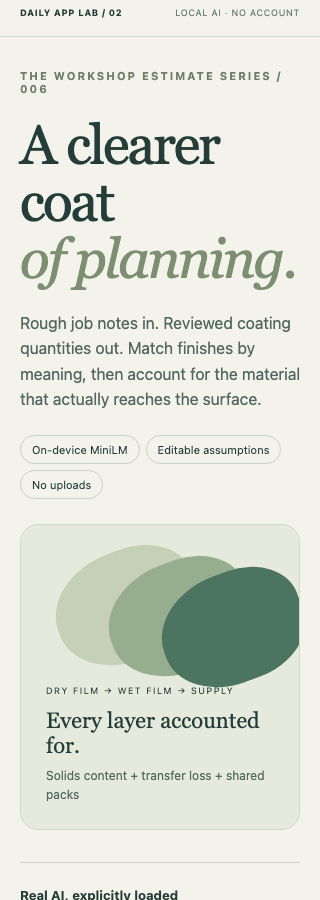 DAILY APP LAB / 02
LOCAL AI · NO ACCOUNT
THE WORKSHOP ESTIMATE SERIES /
006
A clearer
coat
of planning.
Rough job notes in. Reviewed coating
quantities out. Match finishes by
meaning, then account for the material
that actually reaches the surface.
On-device MiniLM
Editable assumptions
No uploads
DRY FILM → WET FILM → SUPPLY
Every layer accounted
for.
Solids content + transfer loss + shared
packs
Real AI, explicitly loaded